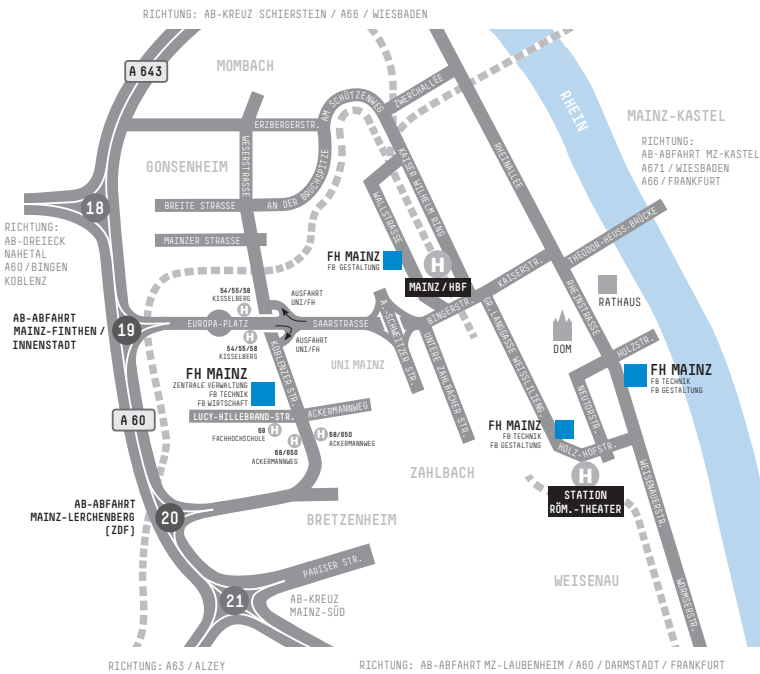 RICHTUNG: AB-KREUZ SCHIERSTEIN / A66 / WIESBADEN
MOMBACH
A 643
AM SCHÜTZENWEG
ZWERCHALLEE
RHEIN
MAINZ-KASTEL
ERZBERGERSTR.
WESERSTRASSE
KAISER WILHELM RING
RHEINALLEE
RICHTUNG:
AB-ABFAHRT MZ-KASTEL
A671 / WIESBADEN
A66 / FRANKFURT
GONSENHEIM
AN DER BRUCHSPITZE
WALLSTRASSE
BREITE STRASSE
18
RICHTUNG:
AB-DREIECK
NAHETAL
A60 / BINGEN
KOBLENZ
MAINZER STRASSE
THEODOR-HEUSS-BRÜCKE
FH MAINZ
FB GESTALTUNG
H
MAINZ / HBF
KAISERSTR.
RHEINSTRASSE
RATHAUS
54/55/58
KISSELBERG
H
AUSFAHRT
UNI/FH
AB-ABFAHRT
MAINZ-FINTHEN /
INNENSTADT
19
EUROPA-PLATZ
SAARSTRASSE
A.-SCHWEITZER STR.
BINGERSTR.
GR. LANGGASSE WEISSLILIENG.
DOM
HOLZSTR.
H
54/55/58
KISSELBERG
AUSFAHRT
UNI/FH
KOBLENZER STR.
UNI MAINZ
UNTERE ZAHLBACHER STR.
FH MAINZ
ZENTRALE VERWALTUNG
FB TECHNIK
FB WIRTSCHAFT
FH MAINZ
FB TECHNIK
FB GESTALTUNG
NEUTORSTR.
LUCY-HILLEBRAND-STR.
ACKERMANNWEG
A 60
69
FACHHOCHSCHULE
H
H
68/650
ACKERMANNWEG
H
68/650
ACKERMANNWEG
FH MAINZ
FB TECHNIK
FB GESTALTUNG
HOLZ-HOFSTR.
ZAHLBACH
H
STATION
RÖM.-THEATER
WEISENAUERSTR.
AB-ABFAHRT
MAINZ-LERCHENBERG
(ZDF)
20
BRETZENHEIM
PARISER STR.
WEISENAU
WORMSERSTR.
21
AB-KREUZ
MAINZ-SÜD
RICHTUNG: A63 / ALZEY
RICHTUNG: AB-ABFAHRT MZ-LAUBENHEIM / A60 / DARMSTADT / FRANKFURT